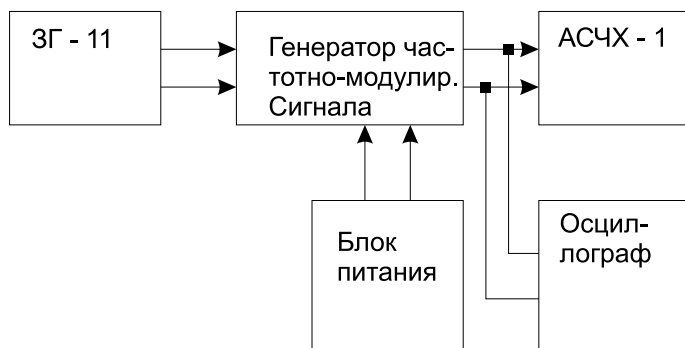 ЗГ - 11
Генератор час-
тотно-модулир.
Сигнала
АСЧХ - 1
Блок
питания
Осцил-
лограф